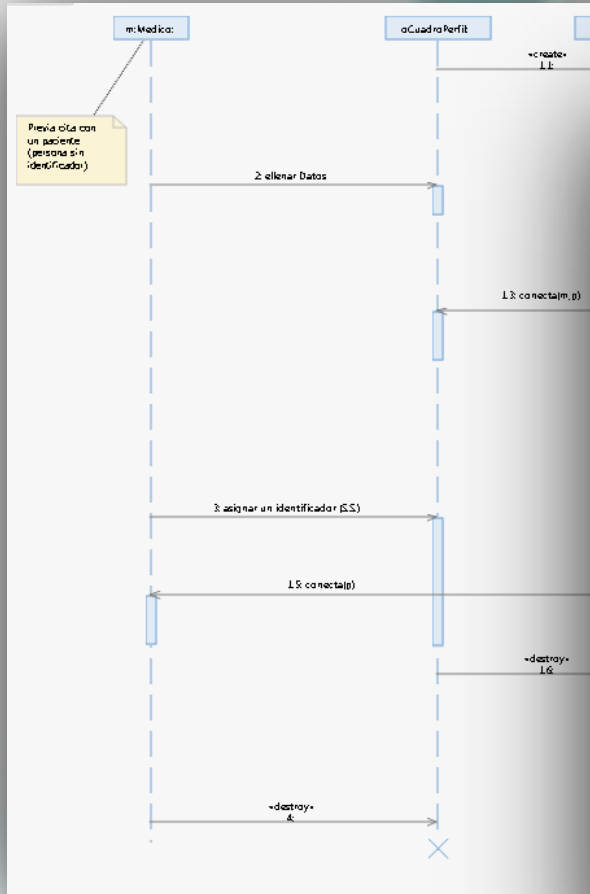 m:Medico:
:aCuadroPerfil:
«create»
1.1:
Previa cita con
un paciente
(persona sin
identificador)
2: ellenar Datos
1.3: conecta(m,p)
3: asignar un identificador (S.S.)
1.5: conecta(p)
«destroy»
1.6:
«destroy»
4: